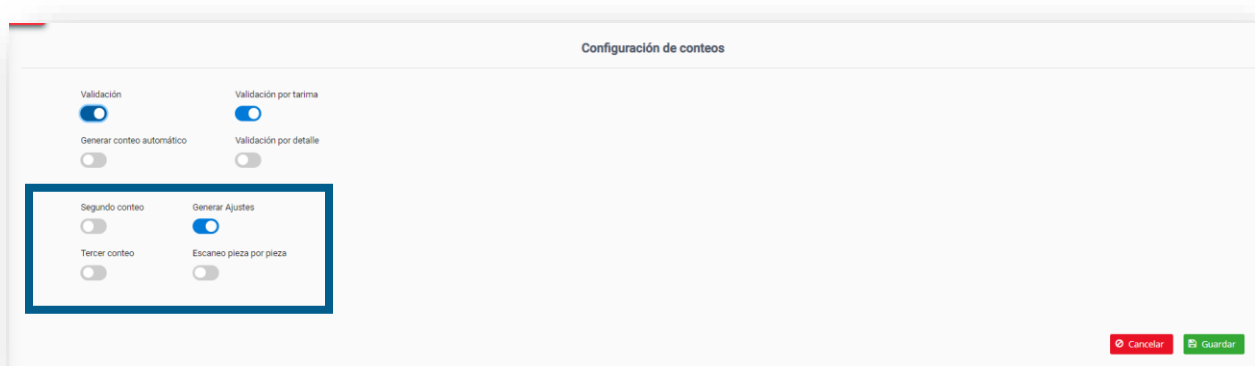 Configuración de conteos
Validación Validación por tarima
Generar conteo automático Validación por detalle
Segundo conteo Generar Ajustes
Tercer conteo Escaneo pieza por pieza
Cancelar Guardar